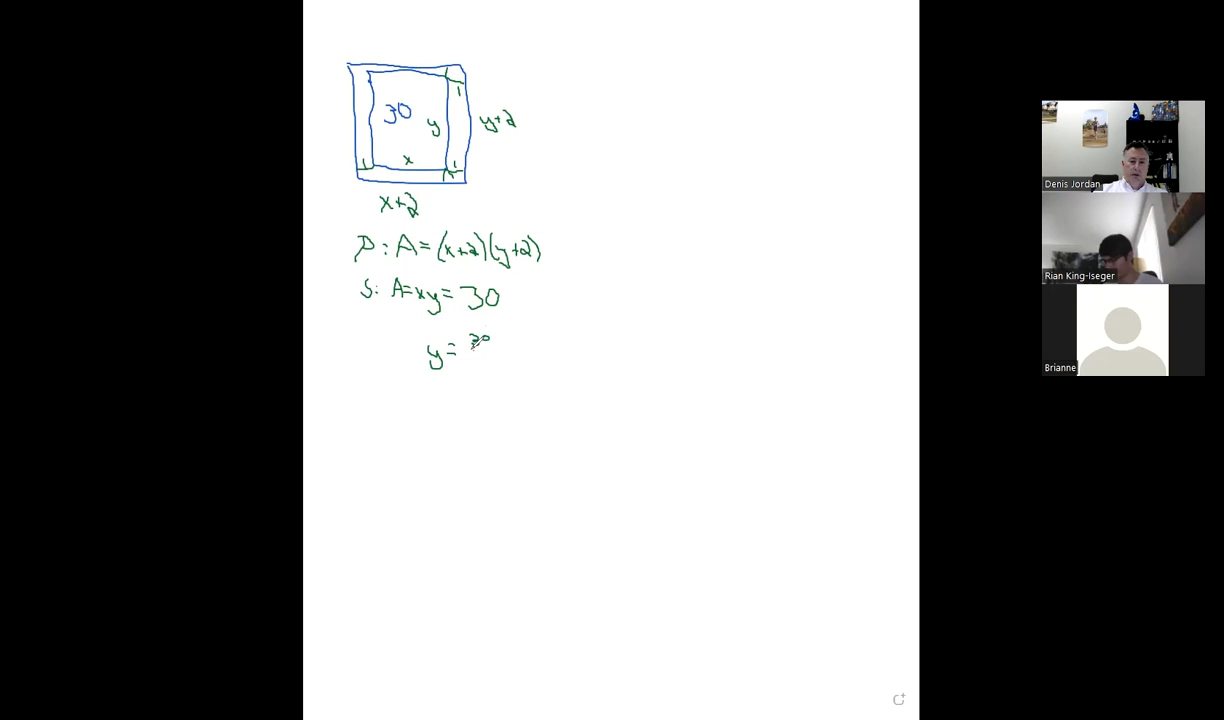 1
30
y
y+2
x
1
1
x+2
P: A=(x+2)(y+2)
S: A=xy=30
y=30
Denis Jordan
Rian King-Iseger
Brianne